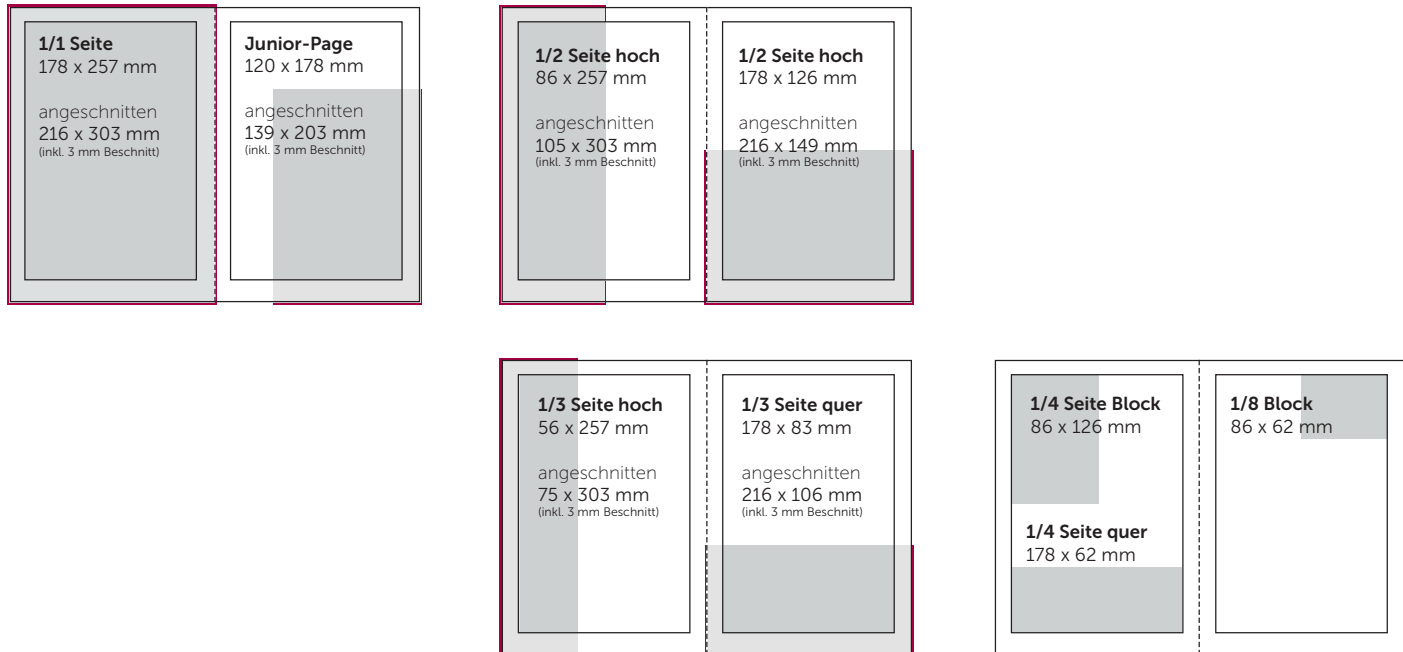 1/1 Seite
178 x 257 mm
angeschnitten
216 x 303 mm
(inkl. 3 mm Beschnitt)
Junior-Page
120 x 178 mm
angeschnitten
139 x 203 mm
(inkl. 3 mm Beschnitt)
1/2 Seite hoch
86 x 257 mm
angeschnitten
105 x 303 mm
(inkl. 3 mm Beschnitt)
1/2 Seite hoch
178 x 126 mm
angeschnitten
216 x 149 mm
(inkl. 3 mm Beschnitt)
1/3 Seite hoch
56 x 257 mm
angeschnitten
75 x 303 mm
(inkl. 3 mm Beschnitt)
1/3 Seite quer
178 x 83 mm
angeschnitten
216 x 106 mm
(inkl. 3 mm Beschnitt)
1/4 Seite Block
86 x 126 mm
1/4 Seite quer
178 x 62 mm
1/8 Block
86 x 62 mm